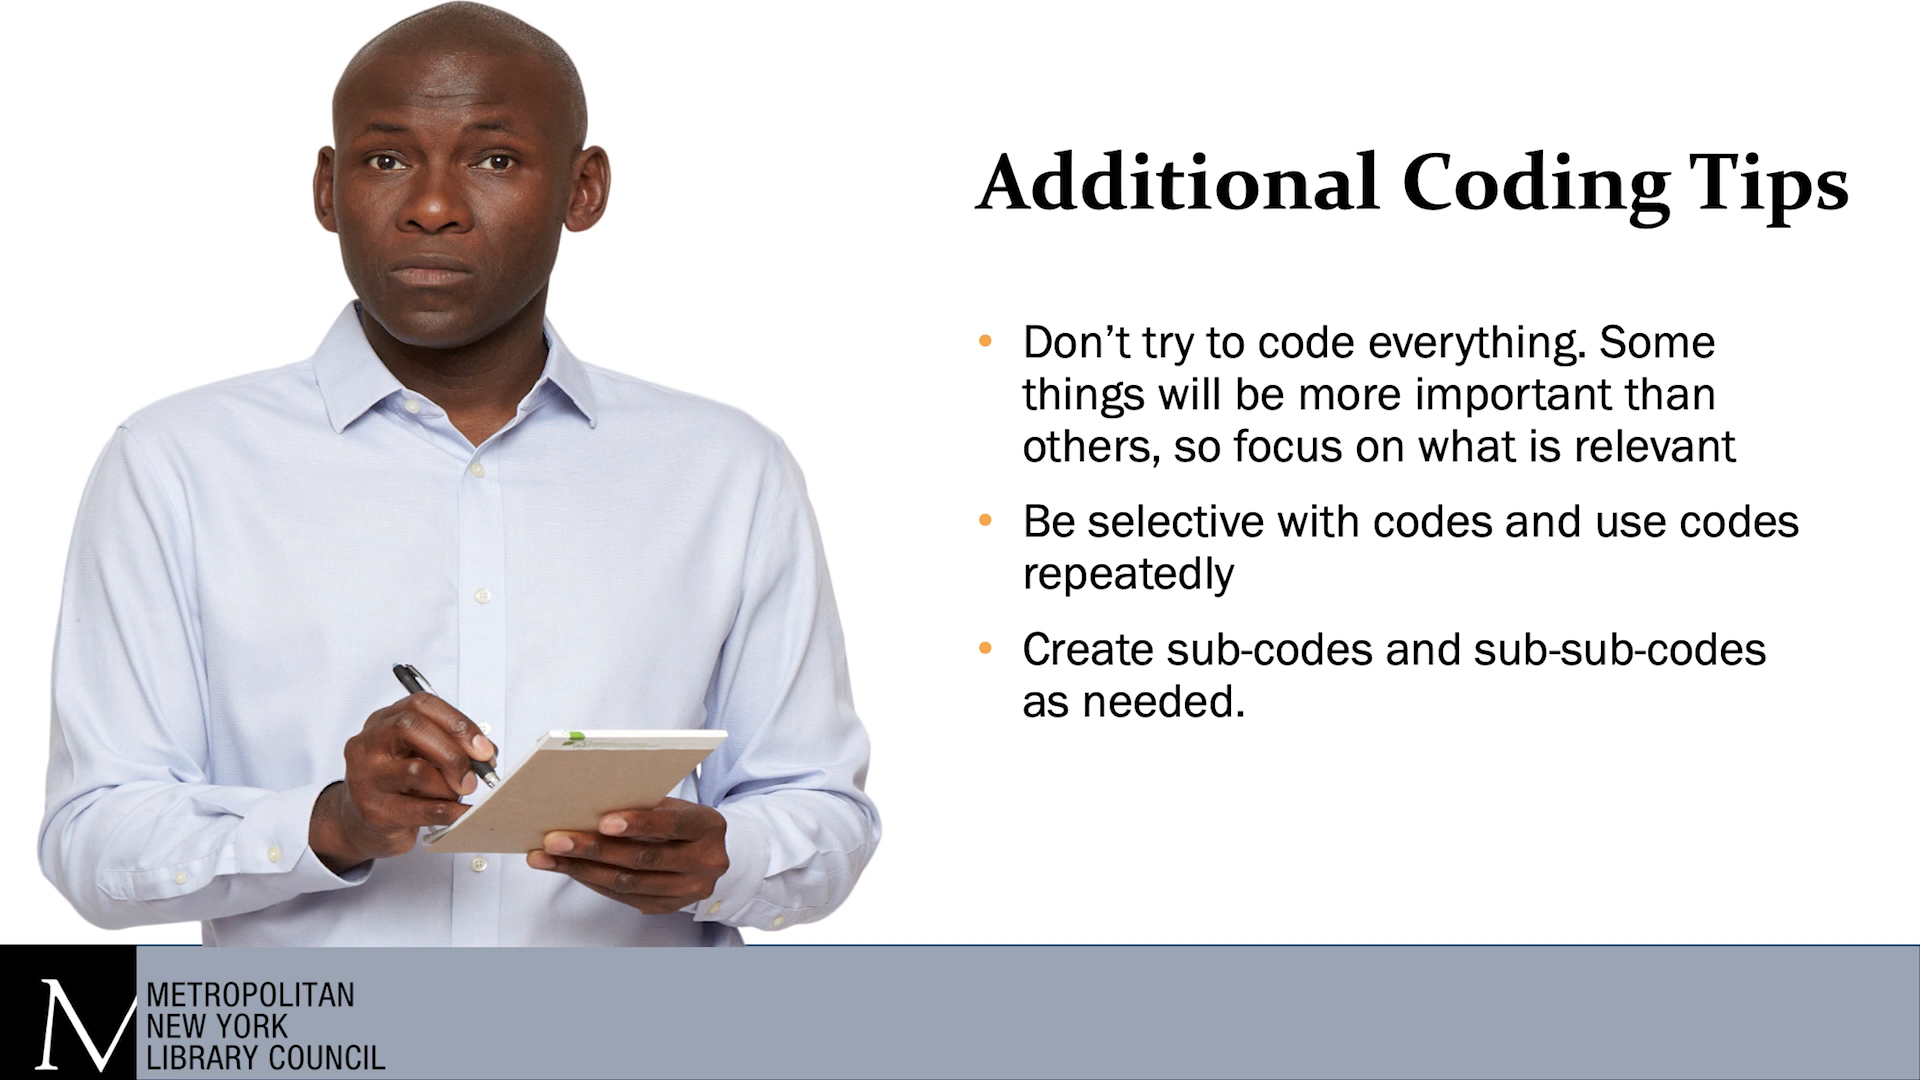 Additional Coding Tips
• Don’t try to code everything. Some
things will be more important than
others, so focus on what is relevant
• Be selective with codes and use codes
repeatedly
• Create sub-codes and sub-sub-codes
as needed.
M
METROPOLITAN
NEW YORK
LIBRARY COUNCIL